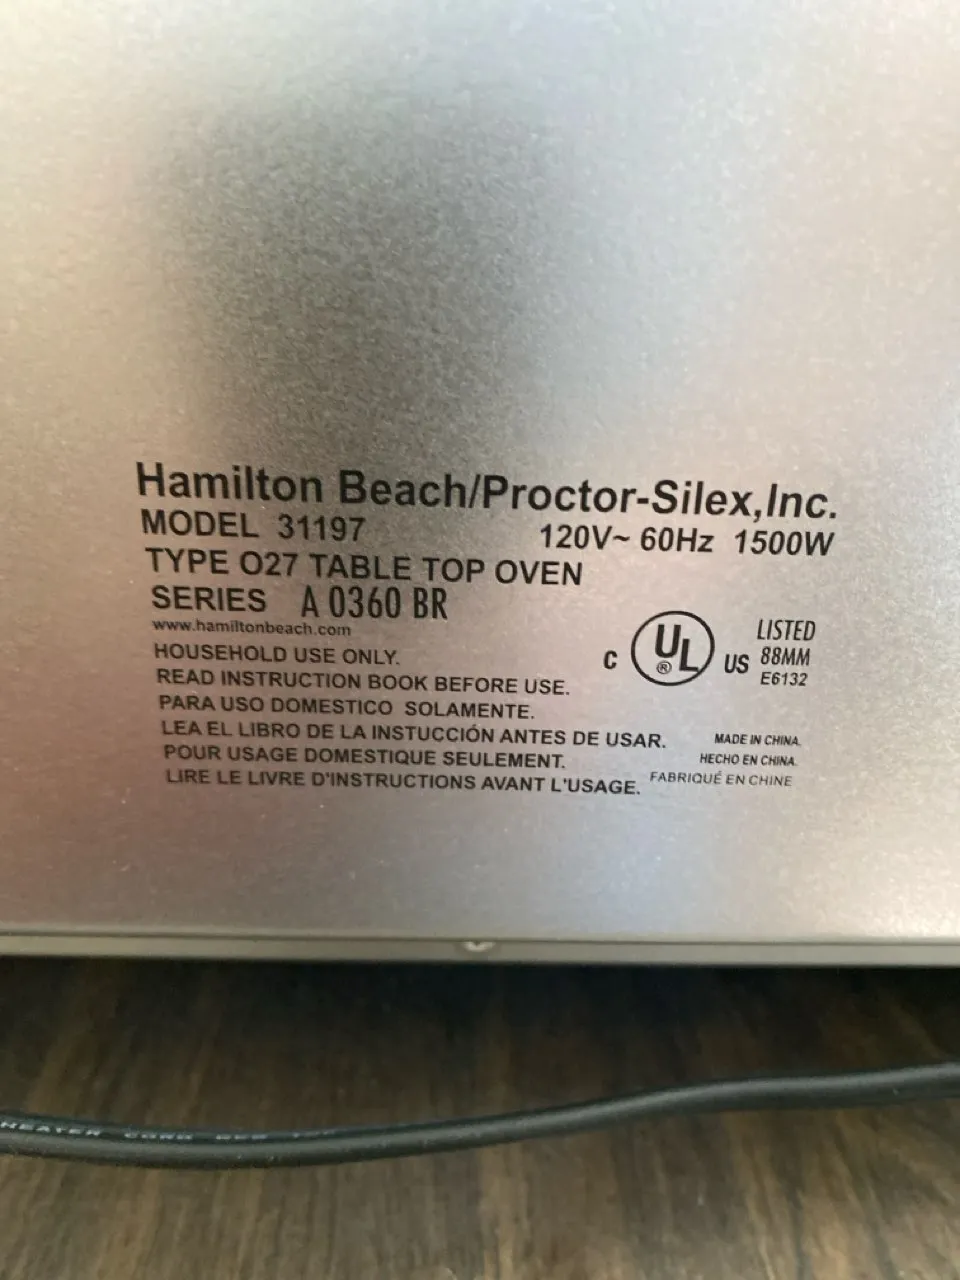 Hamilton Beach/Proctor-Silex,Inc.
MODEL 31197 120V~ 60Hz 1500W
TYPE O27 TABLE TOP OVEN
SERIES A 0360 BR
www.hamiltonbeach.com
HOUSEHOLD USE ONLY.
READ INSTRUCTION BOOK BEFORE USE.
PARA USO DOMESTICO SOLAMENTE.
LEA EL LIBRO DE LA INSTUCCIÓN ANTES DE USAR.
POUR USAGE DOMESTIQUE SEULEMENT.
LIRE LE LIVRE D'INSTRUCTIONS AVANT L'USAGE.
C UL ® US
LISTED
88MM
E6132
MADE IN CHINA.
HECHO EN CHINA.
FABRIQUÉ EN CHINE
HEATER CORD